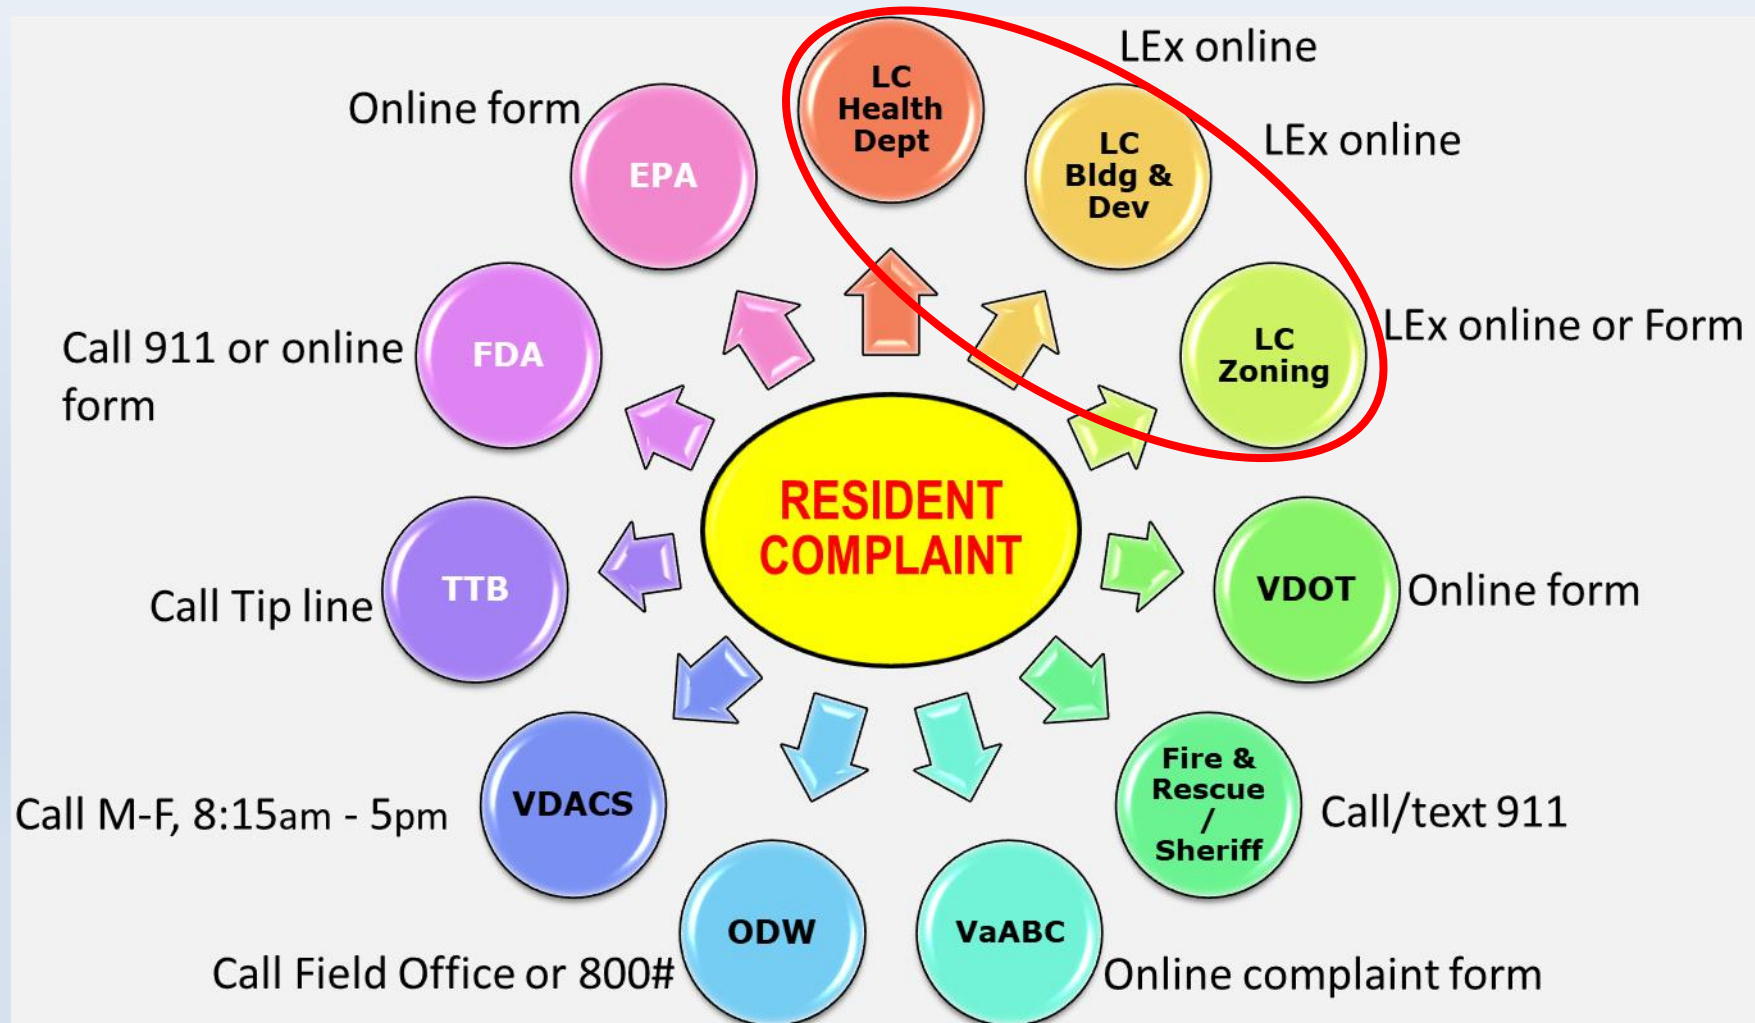 LEx online
LC
Health
Dept
Online form
EPA
LC
Bldg &
Dev
LEx online
LC
Zoning
LEx online or Form
Call 911 or online
form
FDA
RESIDENT
COMPLAINT
Call Tip line
TTB
VDOT
Online form
Call M-F, 8:15am - 5pm
VDACS
Fire &
Rescue
/
Sheriff
Call/text 911
Call Field Office or 800#
ODW
VaABC
Online complaint form